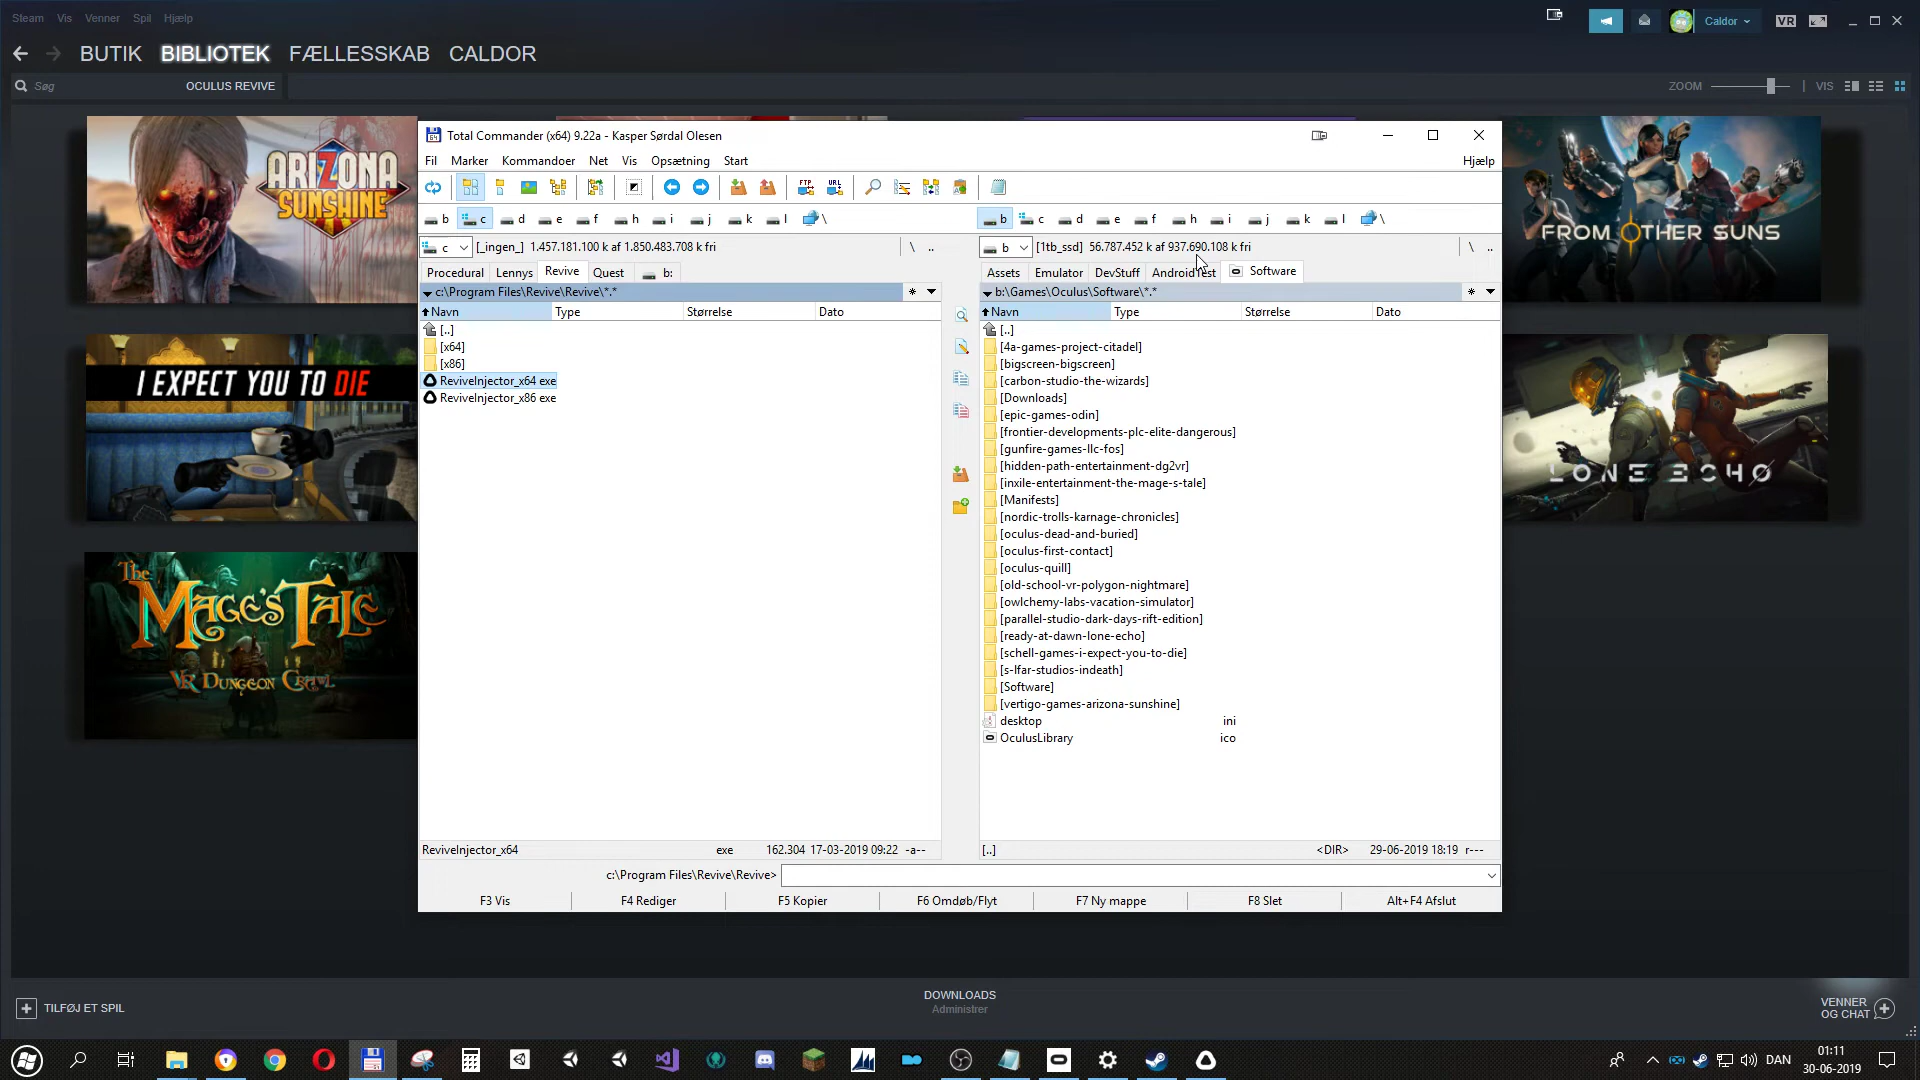 Steam Vis Venner Spil Hjælp
Caldor
VR
BUTIK BIBLIOTEK FÆLLESSKAB CALDOR
Søg
OCULUS REVIVE
ZOOM
VIS
ARIZONA
SUNSHINE
I EXPECT YOU TO DIE
The
MAGE'S TALE
VR DUNGEON CRAWL
FROM OTHER SUNS
LONE ECHO
Total Commander (x64) 9.22a - Kasper Sørdal Olesen
Fil Marker Kommandoer Net Vis Opsætning Start Hjælp
FTP URL
b c d e f h i j k l \
b c d e f h i j k l \
c [_ingen_] 1.457.181.100 k af 1.850.483.708 k fri \ ..
b [1tb_ssd] 56.787.452 k af 937.690.108 k fri \ ..
Procedural Lennys Revive Quest b:
Assets Emulator DevStuff Software
c:\Program Files\Revive\Revive\*.* *
b:\Games\Oculus\Software\*.* *
Navn Type Størrelse Dato
[..]
[x64]
[x86]
ReviveInjector_x64 exe
ReviveInjector_x86 exe
Navn Type Størrelse Dato
[..]
[4a-games-project-citadel]
[bigscreen-bigscreen]
[carbon-studio-the-wizards]
[Downloads]
[epic-games-odin]
[frontier-developments-plc-elite-dangerous]
[gunfire-games-llc-fos]
[hidden-path-entertainment-dg2vr]
[inxile-entertainment-the-mage-s-tale]
[Manifests]
[nordic-trolls-karnage-chronicles]
[oculus-dead-and-buried]
[oculus-first-contact]
[oculus-quill]
[old-school-vr-polygon-nightmare]
[owlchemy-labs-vacation-simulator]
[parallel-studio-dark-days-rift-edition]
[ready-at-dawn-lone-echo]
[schell-games-i-expect-you-to-die]
[s-lfar-studios-indeath]
[Software]
[vertigo-games-arizona-sunshine]
desktop ini
OculusLibrary ico
ReviveInjector_x64 exe 162.304 17-03-2019 09:22 -a--
[..] <DIR> 29-06-2019 18:19 r---
c:\Program Files\Revive\Revive>
F3 Vis F4 Rediger F5 Kopier F6 Omdøb/Flyt F7 Ny mappe F8 Slet Alt+F4 Afslut
TILFØJ ET SPIL
DOWNLOADS
Administrer
VENNER
OG CHAT
DAN
01:11
30-06-2019